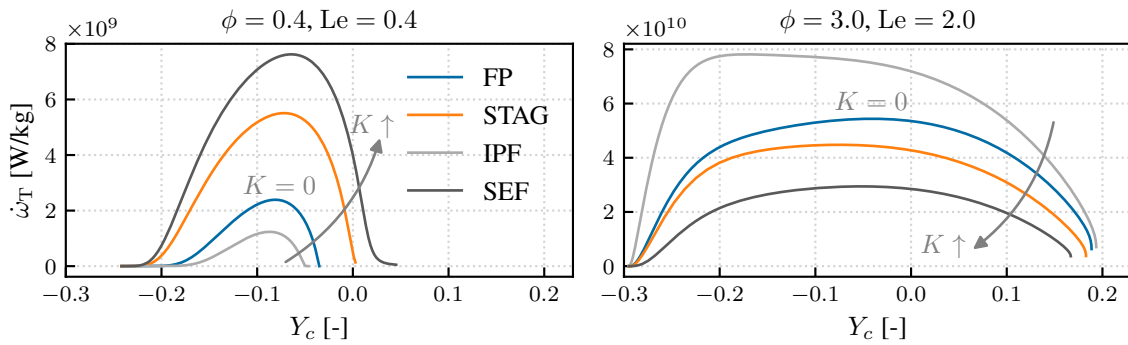 ϕ = 0.4, Le = 0.4
×10⁹
8
6
4
2
0
ω̇_T [W/kg]
FP
STAG
IPF
SEF
K ↑
K = 0
−0.3 −0.2 −0.1 0.0 0.1 0.2
Y_c [-]
ϕ = 3.0, Le = 2.0
×10¹⁰
8
6
4
2
0
K = 0
K ↑
−0.3 −0.2 −0.1 0.0 0.1 0.2
Y_c [-]